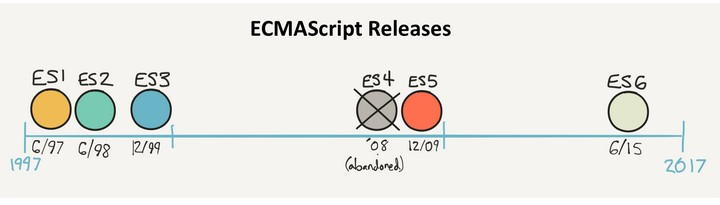 ECMAScript Releases
ES1 ES2 ES3 ES4 ES5 ES6
6/97 6/98 12/99 '08 12/09 6/15
(abandoned)
1997 2017